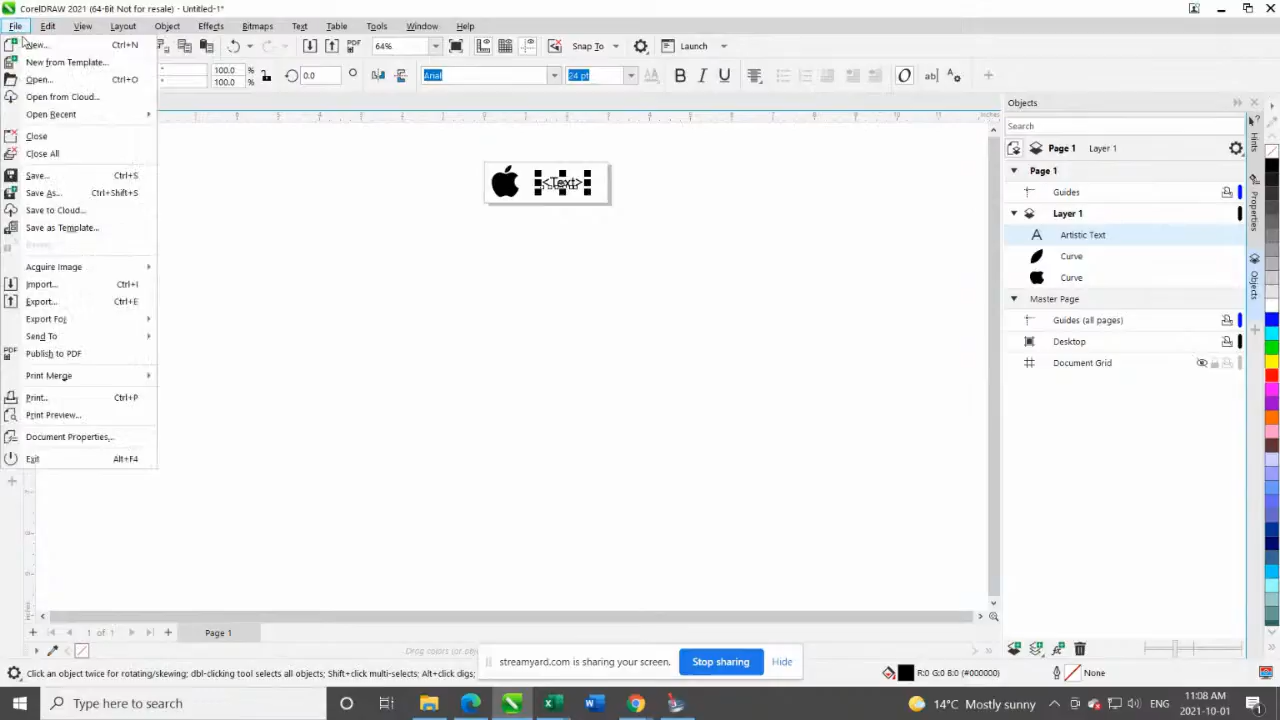 CorelDRAW 2021 (64-Bit Not for resale) - Untitled-1*
File Edit View Layout Object Effects Bitmaps Text Table Tools Window Help
New... Ctrl+N
New from Template...
Open... Ctrl+O
Open from Cloud...
Open Recent
Close
Close All
Save... Ctrl+S
Save As... Ctrl+Shift+S
Save to Cloud...
Save as Template...
Acquire Image
Import... Ctrl+I
Export... Ctrl+E
Export For
Send To
Publish to PDF
Print Merge
Print... Ctrl+P
Print Preview...
Document Properties...
Exit Alt+F4
PDF 64% Snap To Launch
100.0 % 0.0 Arial 24 pt B I U O ab|
100.0 %
inches
<Text>
Objects
Search
Page 1 Layer 1
Page 1
Guides
Layer 1
Artistic Text
Curve
Curve
Master Page
Guides (all pages)
Desktop
Document Grid
Hints
Properties
Objects
1 of 1 Page 1
streamyard.com is sharing your screen. Stop sharing Hide
Click an object twice for rotating/skewing; dbl-clicking tool selects all objects; Shift+click multi-selects; Alt+click digs;
R:0 G:0 B:0 (#000000) None
Type here to search
14°C Mostly sunny ENG 11:08 AM 2021-10-01